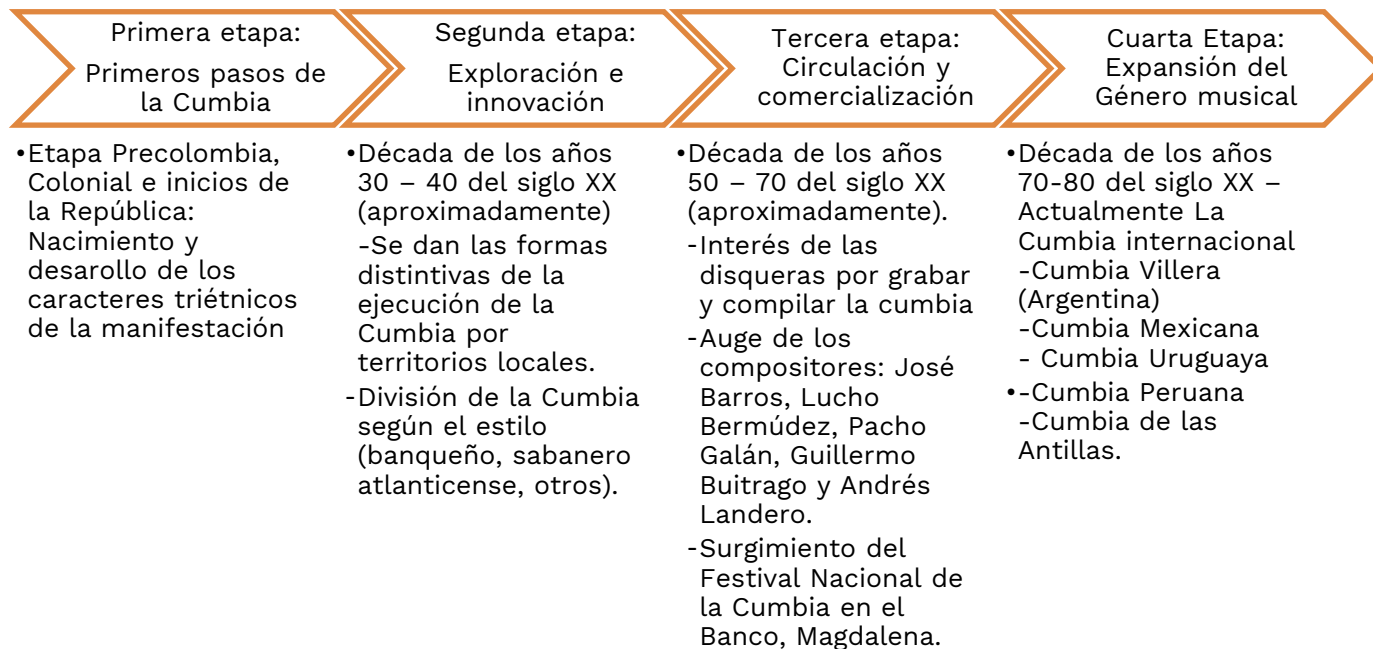 Primera etapa:
Primeros pasos de
la Cumbia
Segunda etapa:
Exploración e
innovación
Tercera etapa:
Circulación y
comercialización
Cuarta Etapa:
Expansión del
Género musical
•Etapa Precolombia,
Colonial e inicios de
la República:
Nacimiento y
desarollo de los
caracteres triétnicos
de la manifestación
•Década de los años
30 – 40 del siglo XX
(aproximadamente)
-Se dan las formas
distintivas de la
ejecución de la
Cumbia por
territorios locales.
-División de la Cumbia
según el estilo
(banqueño, sabanero
atlanticense, otros).
•Década de los años
50 – 70 del siglo XX
(aproximadamente).
-Interés de las
disqueras por grabar
y compilar la cumbia
-Auge de los
compositores: José
Barros, Lucho
Bermúdez, Pacho
Galán, Guillermo
Buitrago y Andrés
Landero.
-Surgimiento del
Festival Nacional de
la Cumbia en el
Banco, Magdalena.
•Década de los años
70-80 del siglo XX –
Actualmente La
Cumbia internacional
-Cumbia Villera
(Argentina)
-Cumbia Mexicana
- Cumbia Uruguaya
•-Cumbia Peruana
-Cumbia de las
Antillas.